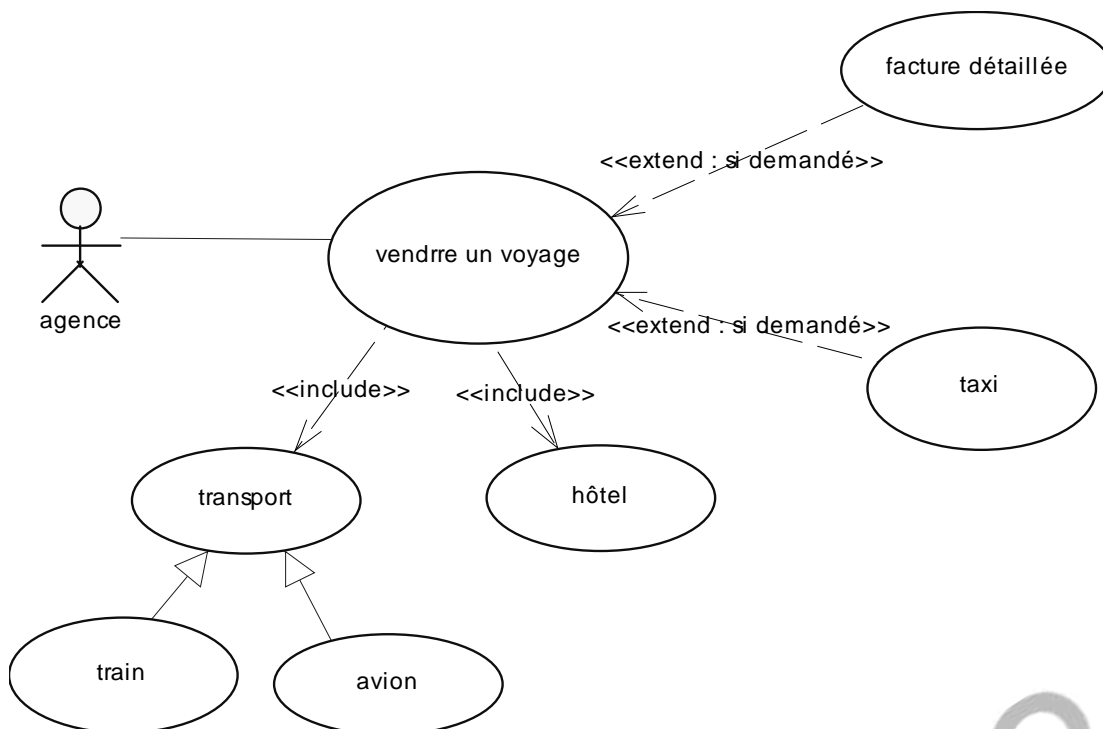 facture détaillée
<<extend : si demandé>>
vendrre un voyage
agence
<<extend : si demandé>>
taxi
<<include>>
<<include>>
transport
hôtel
train
avion